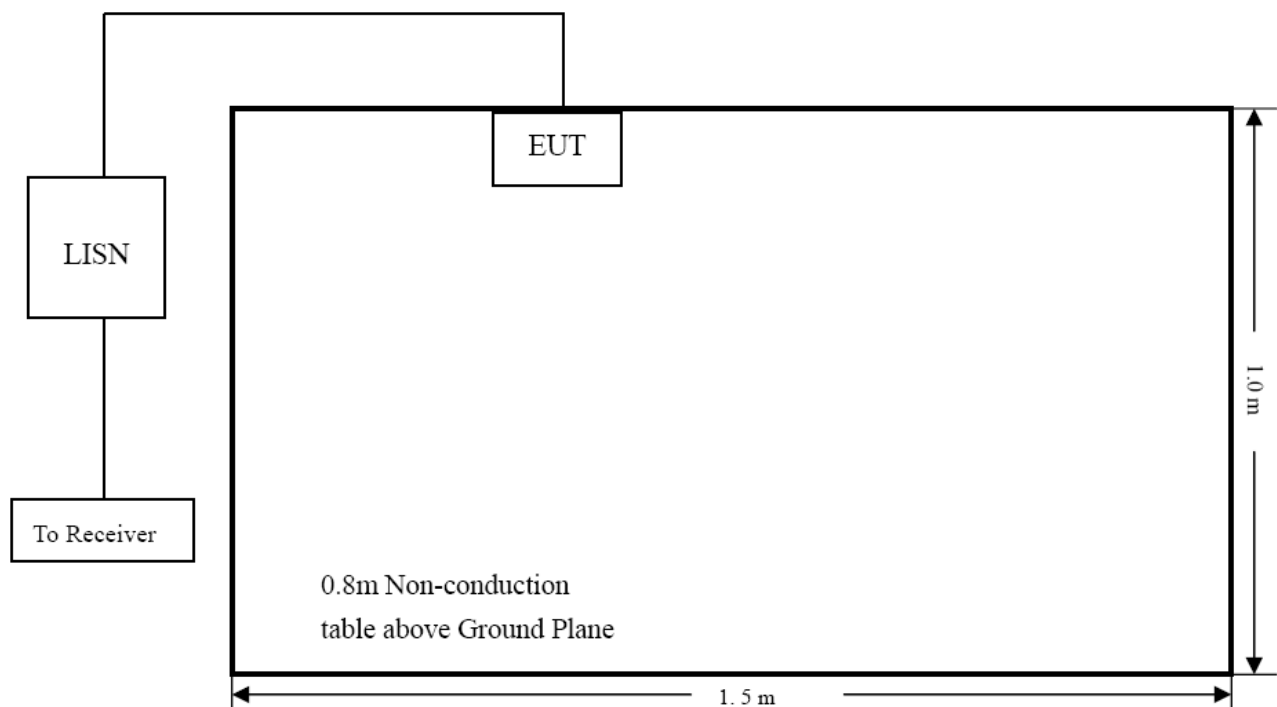 EUT
LISN
1.0 m
To Receiver
0.8m Non-conduction
table above Ground Plane
1. 5 m